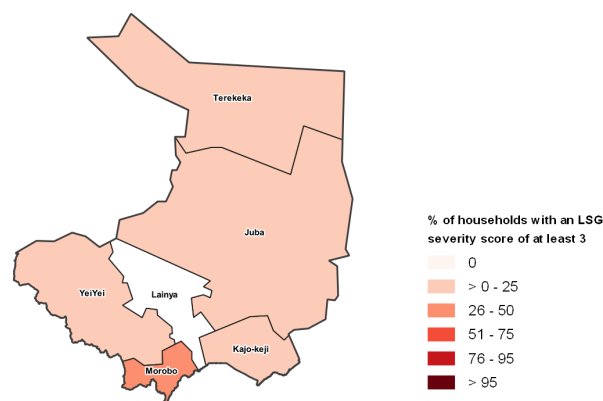 Terekeka
Juba
YeiYei
Lainya
Kajo-keji
Morobo
% of households with an LSG
severity score of at least 3
0
> 0 - 25
26 - 50
51 - 75
76 - 95
> 95